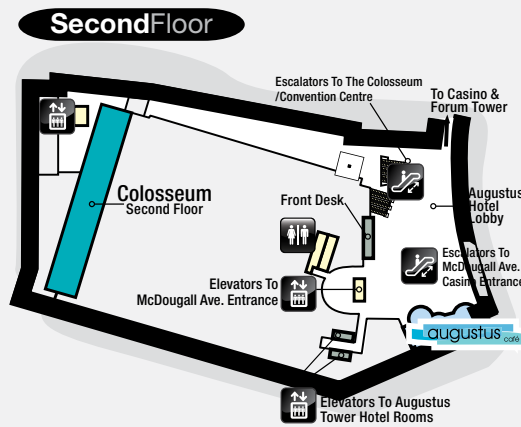 SecondFloor
Escalators To The Colosseum
/Convention Centre
To Casino &
Forum Tower
Colosseum
Second Floor
Front Desk
Augustus
Hotel
Lobby
Escalators To
McDougall Ave.
Casino Entrance
Elevators To
McDougall Ave. Entrance
augustus café
Elevators To Augustus
Tower Hotel Rooms